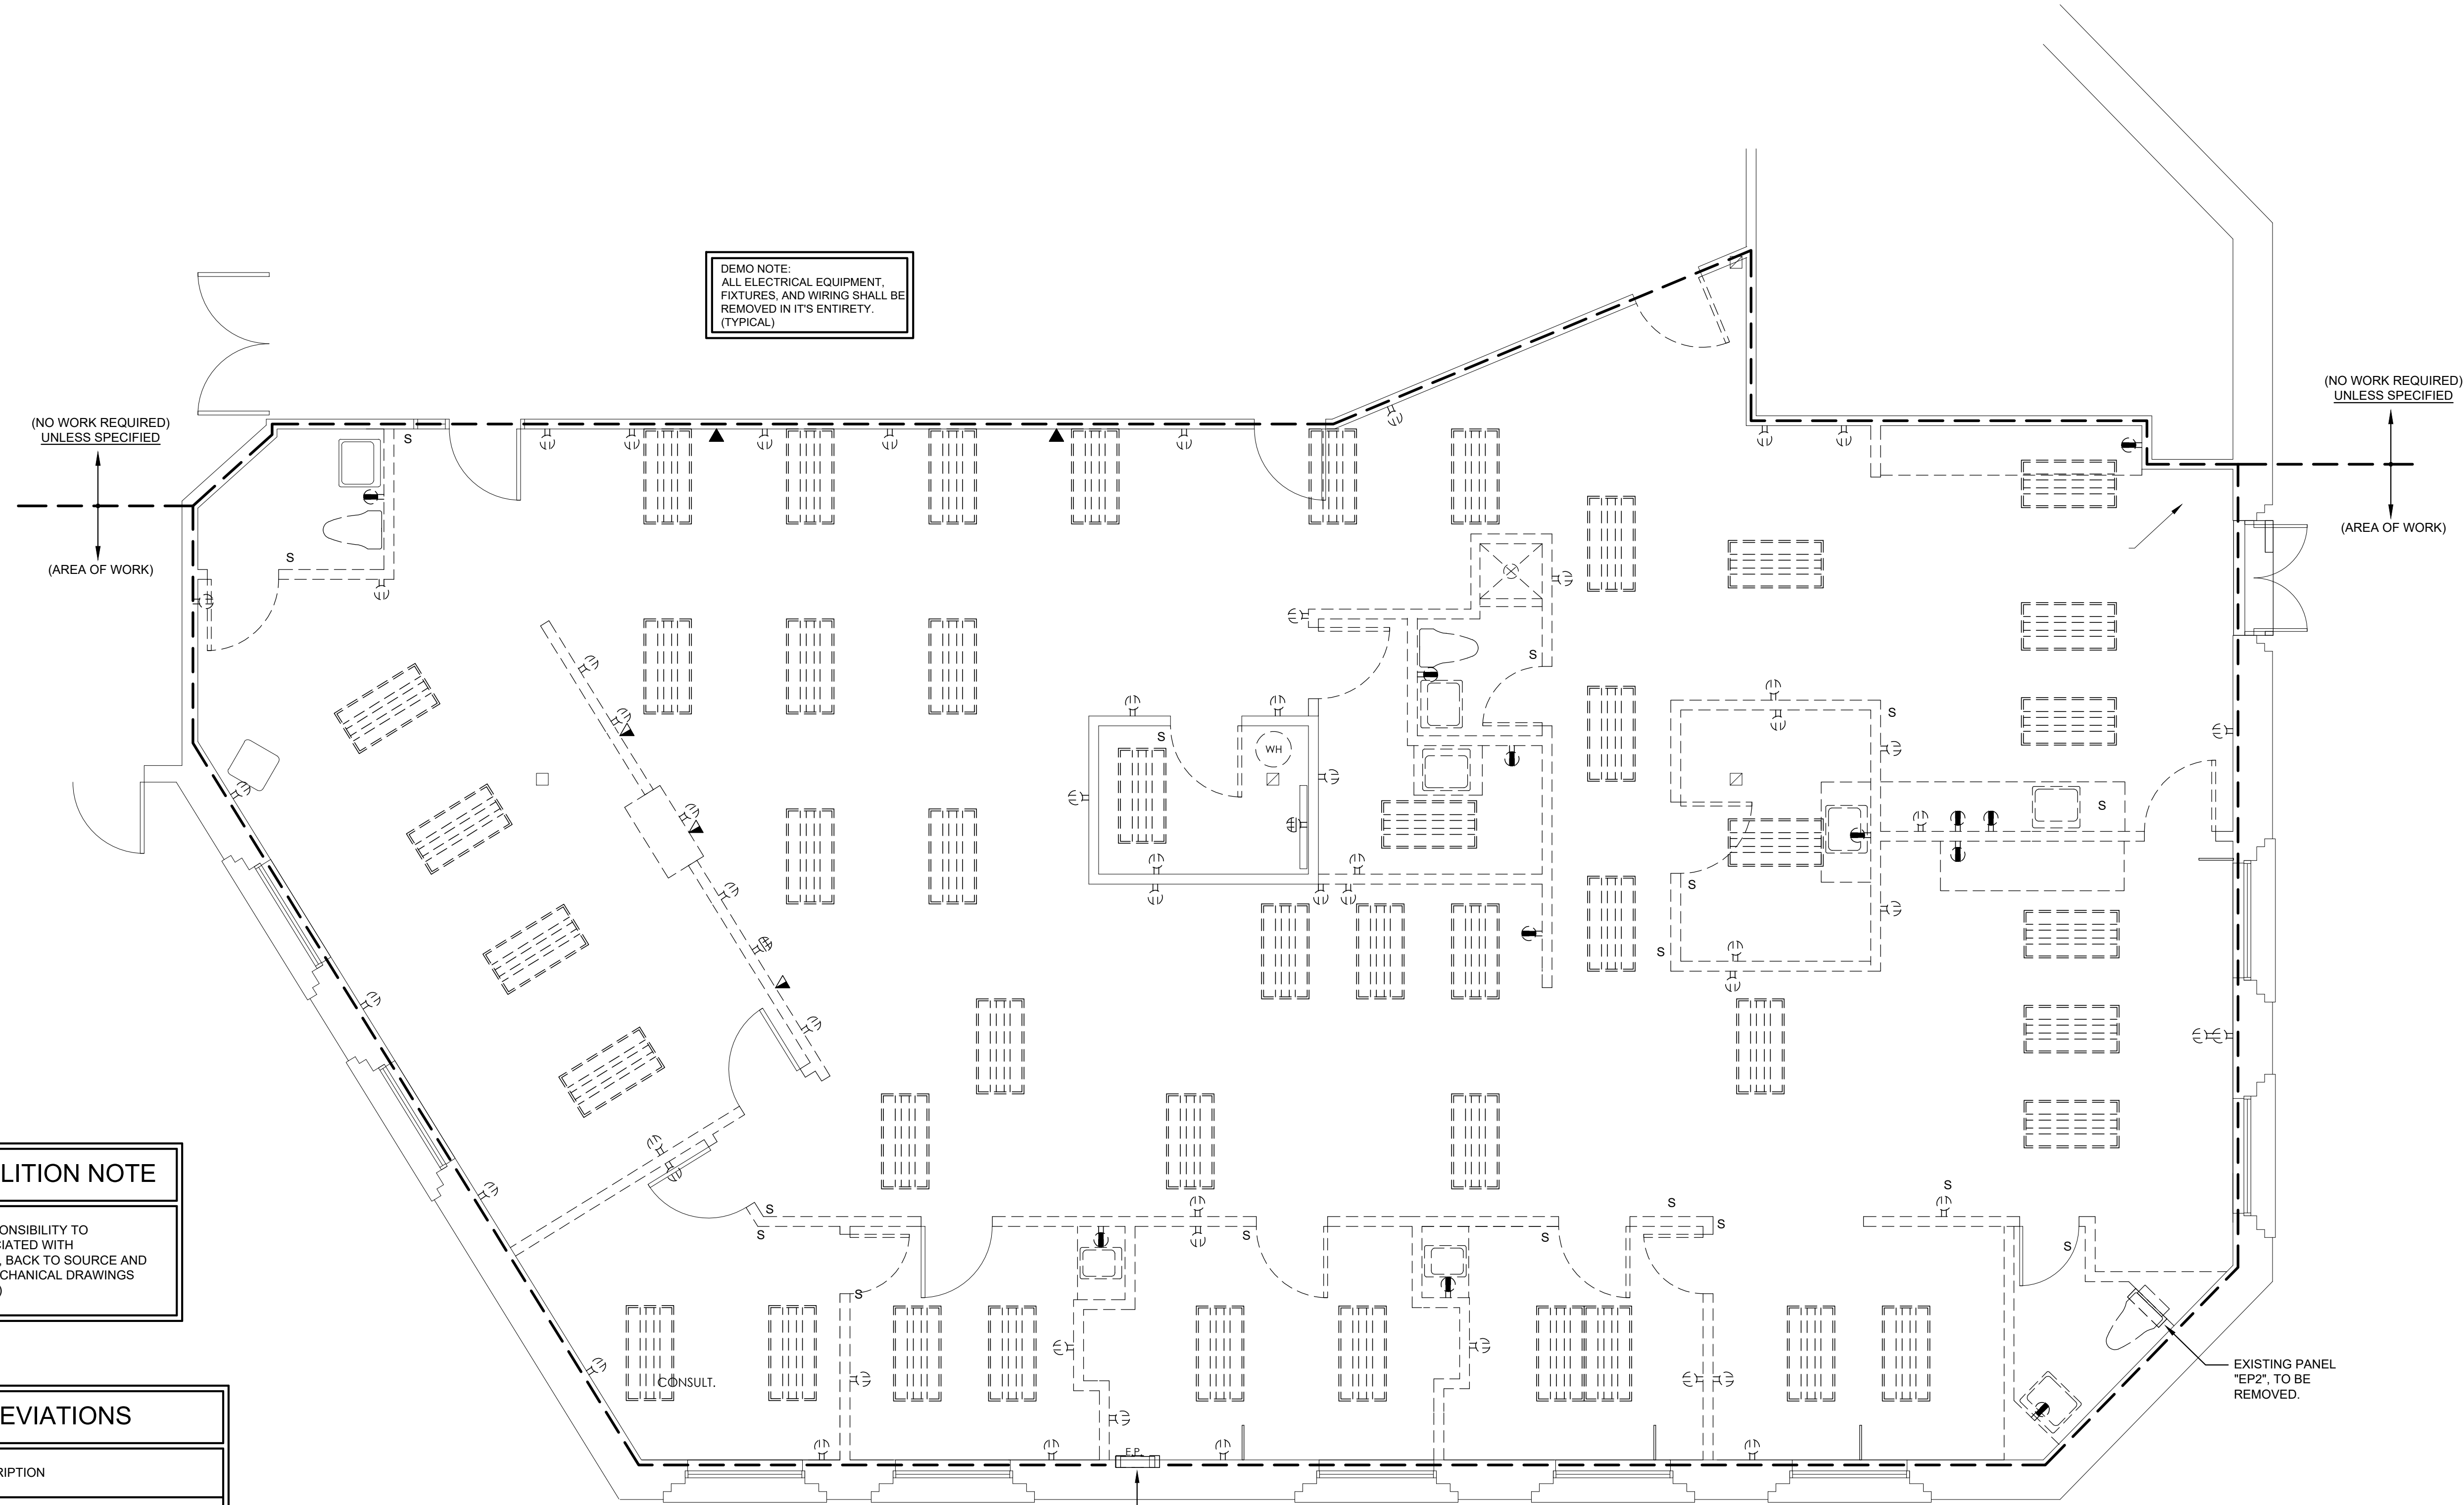 DEMO NOTE:
ALL ELECTRICAL EQUIPMENT,
FIXTURES, AND WIRING SHALL BE
REMOVED IN IT'S ENTIRETY.
(TYPICAL)
(NO WORK REQUIRED)
UNLESS SPECIFIED
(AREA OF WORK)
(NO WORK REQUIRED)
UNLESS SPECIFIED
(AREA OF WORK)
S
S
S
S
WH
S
S
S
S
S
S
S
S
S
S
S
S
S
S
CONSULT.
E.P.
EXISTING PANEL
"EP2", TO BE
REMOVED.
LITION NOTE
ONSIBILITY TO
CIATED WITH
, BACK TO SOURCE AND
CHANICAL DRAWINGS
)
EVIATIONS
RIPTION